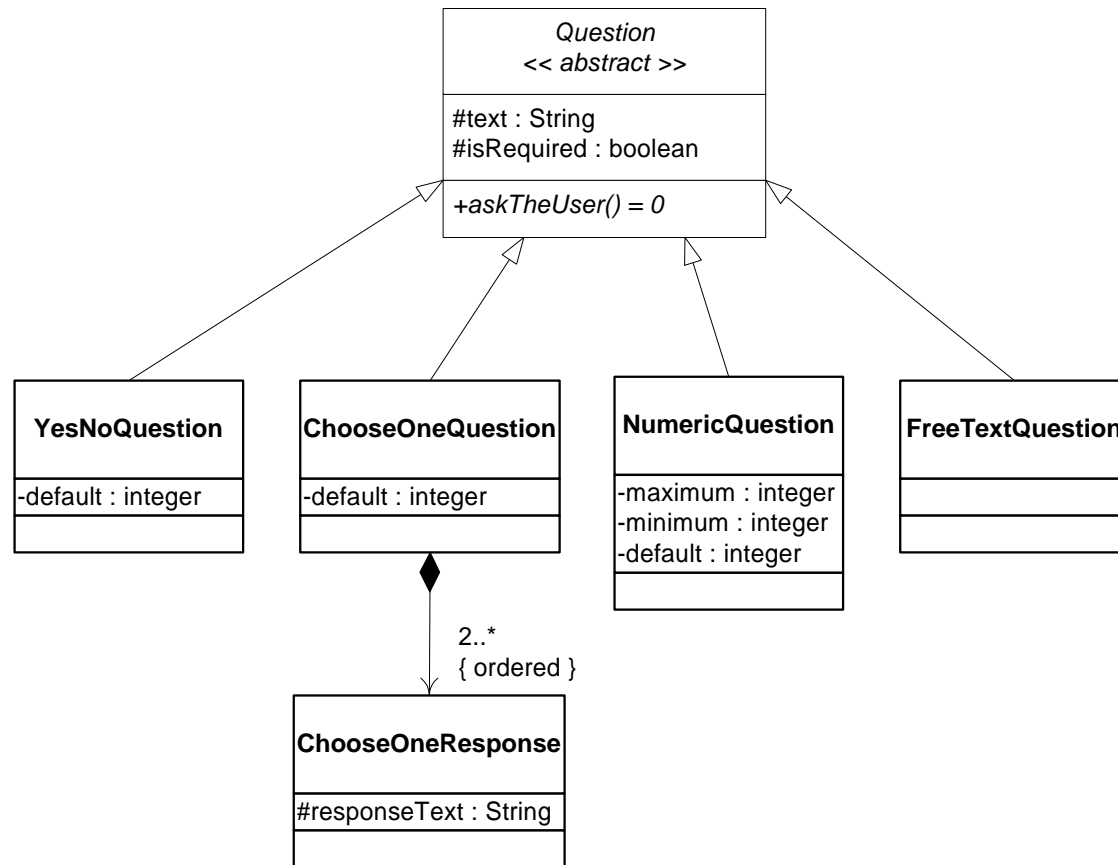 Question
<< abstract >>
#text : String
#isRequired : boolean
+askTheUser() = 0
YesNoQuestion
-default : integer
ChooseOneQuestion
-default : integer
NumericQuestion
-maximum : integer
-minimum : integer
-default : integer
FreeTextQuestion
2..*
{ ordered }
ChooseOneResponse
#responseText : String